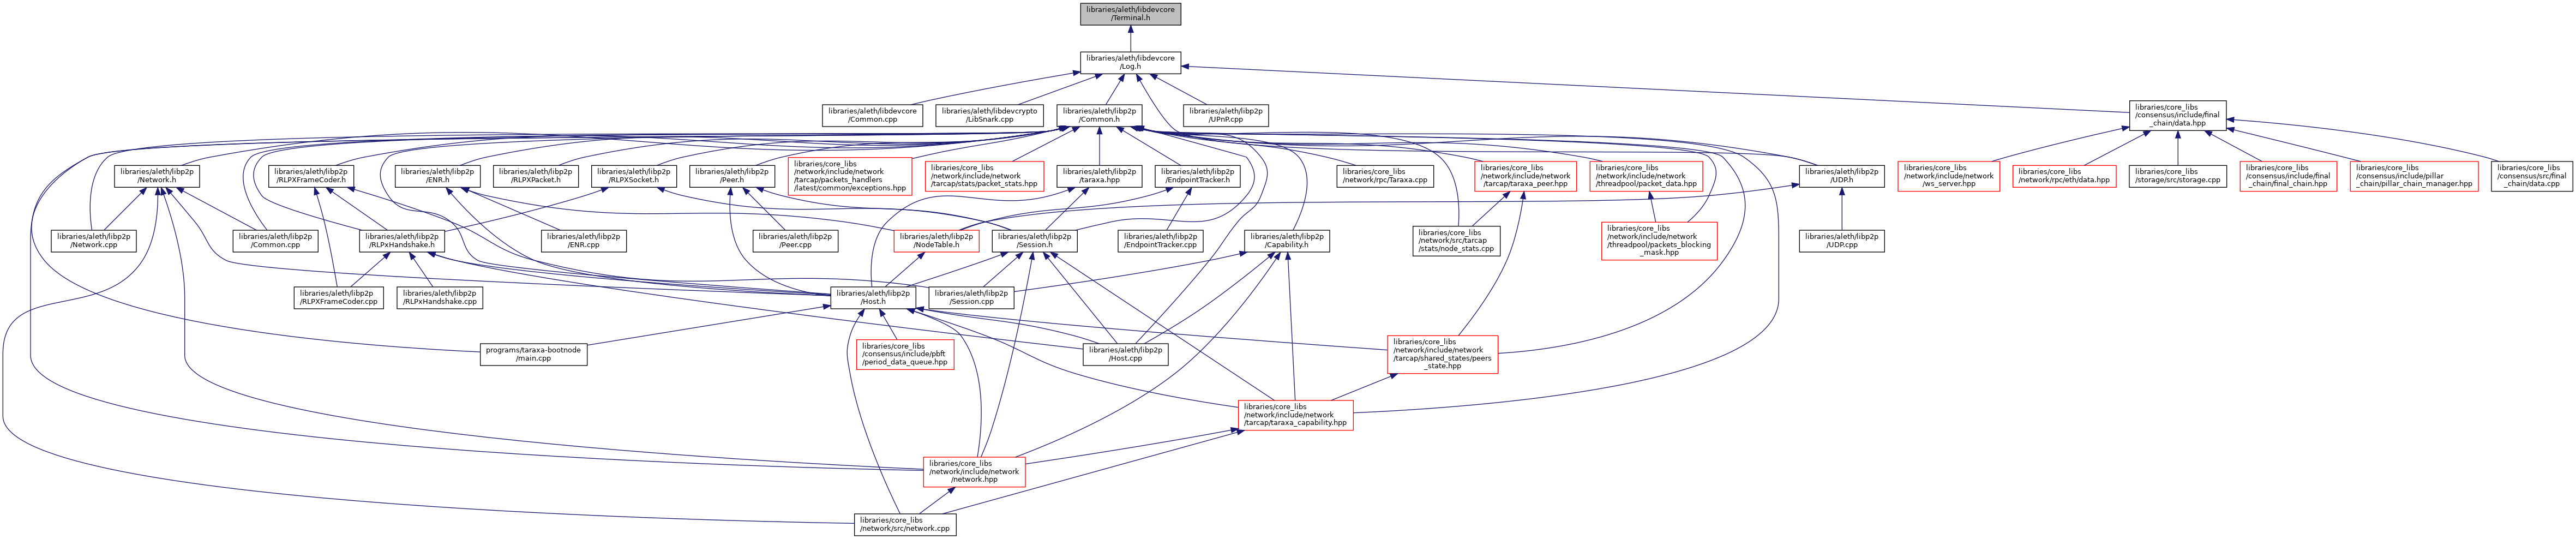 libraries/aleth/libdevcore
/Terminal.h
libraries/aleth/libdevcore
/Log.h
libraries/aleth/libdevcore
/Common.cpp
libraries/aleth/libdevcrypto
/LibSnark.cpp
libraries/aleth/libp2p
/Common.h
libraries/aleth/libp2p
/UPnP.cpp
libraries/core_libs
/consensus/include/final
_chain/data.hpp
libraries/aleth/libp2p
/Network.h
libraries/aleth/libp2p
/RLPXFrameCoder.h
libraries/aleth/libp2p
/ENR.h
libraries/aleth/libp2p
/RLPXPacket.h
libraries/aleth/libp2p
/RLPXSocket.h
libraries/aleth/libp2p
/Peer.h
libraries/core_libs
/network/include/network
/tarcap/packets_handlers
/latest/common/exceptions.hpp
libraries/core_libs
/network/include/network
/tarcap/stats/packet_stats.hpp
libraries/aleth/libp2p
/taraxa.hpp
libraries/aleth/libp2p
/EndpointTracker.h
libraries/core_libs
/network/rpc/Taraxa.cpp
libraries/core_libs
/network/include/network
/tarcap/taraxa_peer.hpp
libraries/core_libs
/network/include/network
/threadpool/packet_data.hpp
libraries/aleth/libp2p
/UDP.h
libraries/core_libs
/network/include/network
/ws_server.hpp
libraries/core_libs
/network/rpc/eth/data.hpp
libraries/core_libs
/storage/src/storage.cpp
libraries/core_libs
/consensus/include/final
_chain/final_chain.hpp
libraries/core_libs
/consensus/include/pillar
_chain/pillar_chain_manager.hpp
libraries/core_libs
/consensus/src/final
_chain/data.cpp
libraries/aleth/libp2p
/Network.cpp
libraries/aleth/libp2p
/Common.cpp
libraries/aleth/libp2p
/RLPxHandshake.h
libraries/aleth/libp2p
/ENR.cpp
libraries/aleth/libp2p
/Peer.cpp
libraries/aleth/libp2p
/NodeTable.h
libraries/aleth/libp2p
/Session.h
libraries/aleth/libp2p
/EndpointTracker.cpp
libraries/aleth/libp2p
/Capability.h
libraries/core_libs
/network/src/tarcap
/stats/node_stats.cpp
libraries/core_libs
/network/include/network
/threadpool/packets_blocking
_mask.hpp
libraries/aleth/libp2p
/UDP.cpp
libraries/aleth/libp2p
/RLPXFrameCoder.cpp
libraries/aleth/libp2p
/RLPxHandshake.cpp
libraries/aleth/libp2p
/Host.h
libraries/aleth/libp2p
/Session.cpp
programs/taraxa-bootnode
/main.cpp
libraries/core_libs
/consensus/include/pbft
/period_data_queue.hpp
libraries/aleth/libp2p
/Host.cpp
libraries/core_libs
/network/include/network
/tarcap/shared_states/peers
_state.hpp
libraries/core_libs
/network/include/network
/tarcap/taraxa_capability.hpp
libraries/core_libs
/network/include/network
/network.hpp
libraries/core_libs
/network/src/network.cpp